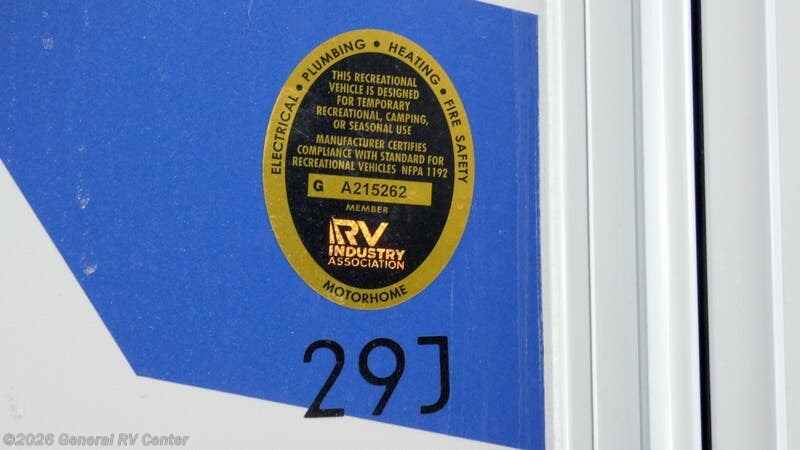 ELECTRICAL • PLUMBING • HEATING • FIRE SAFETY
THIS RECREATIONAL
VEHICLE IS DESIGNED
FOR TEMPORARY
RECREATIONAL, CAMPING,
OR SEASONAL USE
MANUFACTURER CERTIFIES
COMPLIANCE WITH STANDARD FOR
RECREATIONAL VEHICLES NFPA 1192
G A215262
MEMBER
RV
INDUSTRY
ASSOCIATION
MOTORHOME
29J
©2026 General RV Center